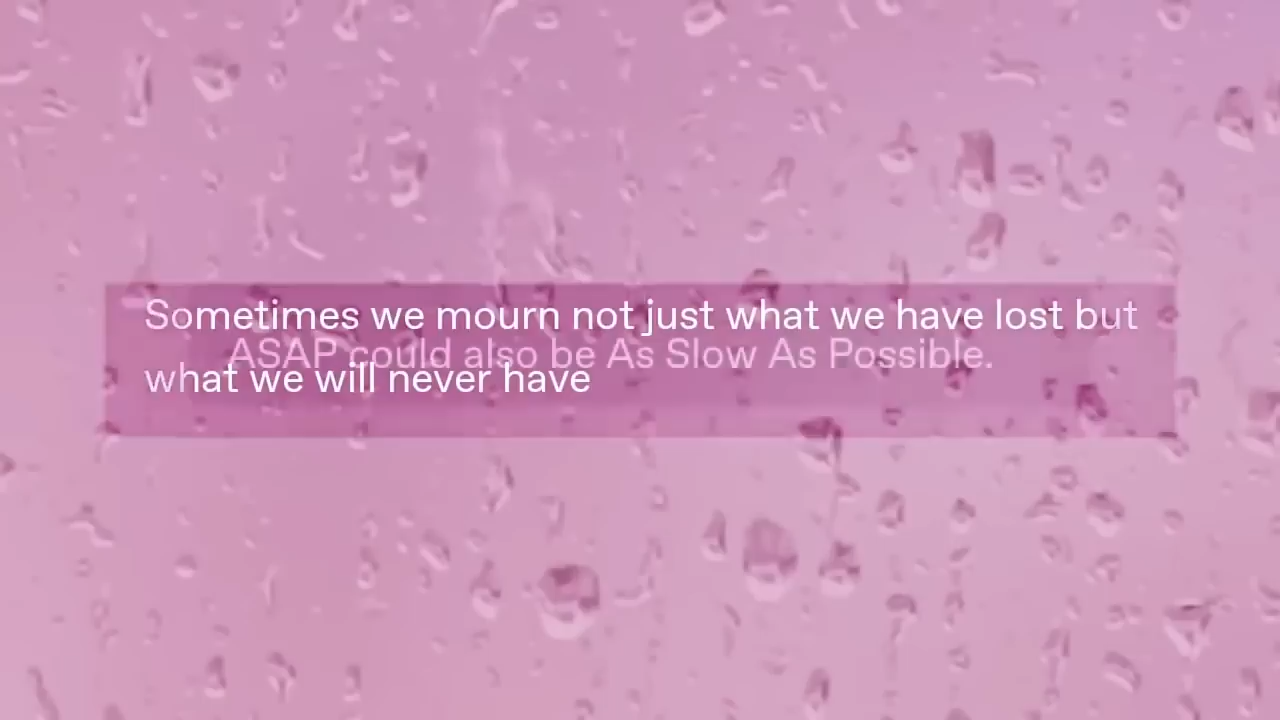 Sometimes we mourn not just what we have lost but
ASAP could also be As Slow As Possible.
what we will never have